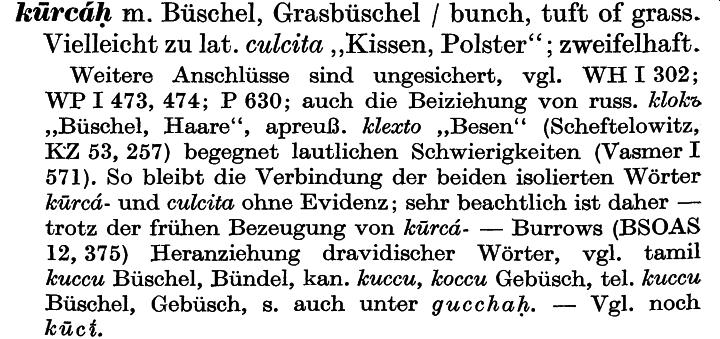 kūrcáḥ m. Büschel, Grasbüschel / bunch, tuft of grass.
Vielleicht zu lat. culcita „Kissen, Polster“; zweifelhaft.
Weitere Anschlüsse sind ungesichert, vgl. WH I 302;
WP I 473, 474; P 630; auch die Beiziehung von russ. klokъ
„Büschel, Haare“, apreuß. klexto „Besen“ (Scheftelowitz,
KZ 53, 257) begegnet lautlichen Schwierigkeiten (Vasmer I
571). So bleibt die Verbindung der beiden isolierten Wörter
kūrcá- und culcita ohne Evidenz; sehr beachtlich ist daher —
trotz der frühen Bezeugung von kūrcá- — Burrows (BSOAS
12, 375) Heranziehung dravidischer Wörter, vgl. tamil
kuccu Büschel, Bündel, kan. kuccu, koccu Gebüsch, tel. kuccu
Büschel, Gebüsch, s. auch unter gucchaḥ. — Vgl. noch
kūcī́.